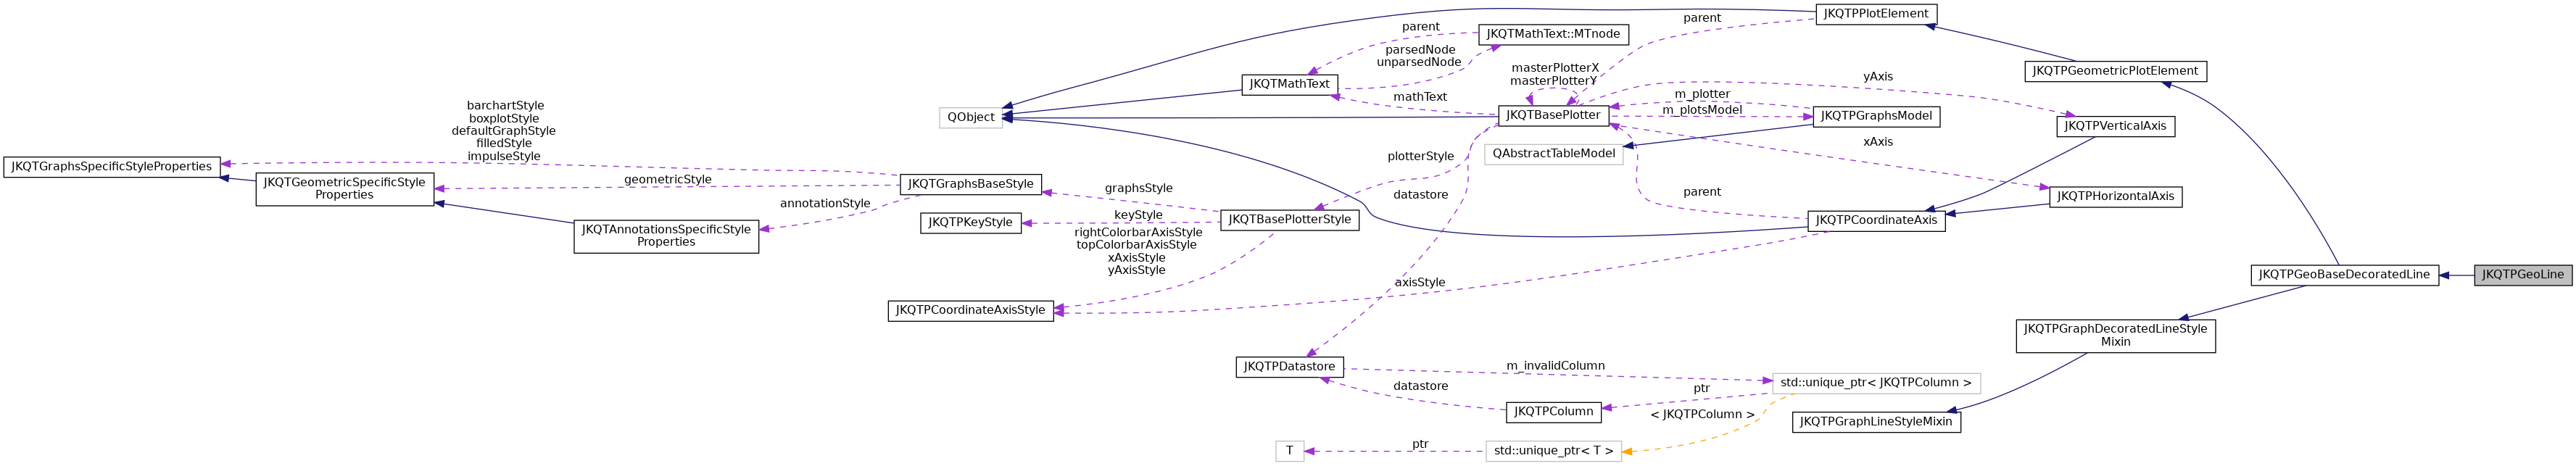 JKQTPPlotElement
parent
parent
JKQTMathText::MTnode
parsedNode
unparsedNode
masterPlotterX
masterPlotterY
JKQTPGeometricPlotElement
yAxis
JKQTMathText
mathText
m_plotter
m_plotsModel
barchartStyle
boxplotStyle
defaultGraphStyle
filledStyle
impulseStyle
QObject
JKQTBasePlotter
JKQTPGraphsModel
JKQTPVerticalAxis
xAxis
QAbstractTableModel
plotterStyle
JKQTGraphsSpecificStyleProperties
JKQTGeometricSpecificStyle
Properties
geometricStyle
JKQTGraphsBaseStyle
graphsStyle
datastore
parent
JKQTPHorizontalAxis
annotationStyle
JKQTPKeyStyle
keyStyle
JKQTBasePlotterStyle
JKQTPCoordinateAxis
JKQTAnnotationsSpecificStyle
Properties
rightColorbarAxisStyle
topColorbarAxisStyle
xAxisStyle
yAxisStyle
JKQTPGeoBaseDecoratedLine
JKQTPGeoLine
axisStyle
JKQTPCoordinateAxisStyle
JKQTPGraphDecoratedLineStyle
Mixin
JKQTPDatastore
m_invalidColumn
std::unique_ptr< JKQTPColumn >
datastore
ptr
JKQTPColumn
< JKQTPColumn >
JKQTPGraphLineStyleMixin
T
ptr
std::unique_ptr< T >